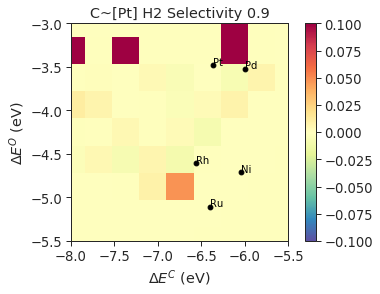 C~[Pt] H2 Selectivity 0.9
−3.0
−3.5
−4.0
−4.5
−5.0
−5.5
ΔE^O (eV)
Pt
Pd
Rh
Ni
Ru
−8.0 −7.5 −7.0 −6.5 −6.0 −5.5
ΔE^C (eV)
0.100
0.075
0.050
0.025
0.000
−0.025
−0.050
−0.075
−0.100